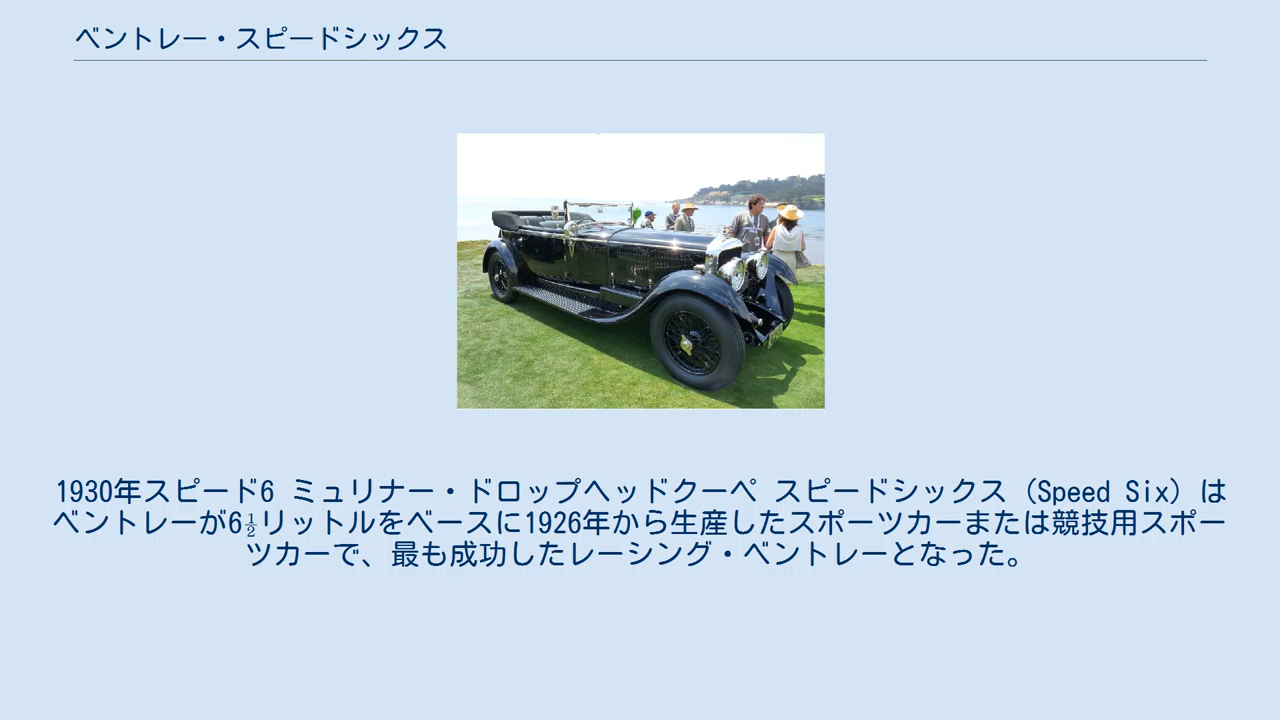 ベントレー・スピードシックス
1930年スピード6 ミュリナー・ドロップヘッドクーペ スピードシックス（Speed Six）は
ベントレーが6½リットルをベースに1926年から生産したスポーツカーまたは競技用スポー
ツカーで、最も成功したレーシング・ベントレーとなった。